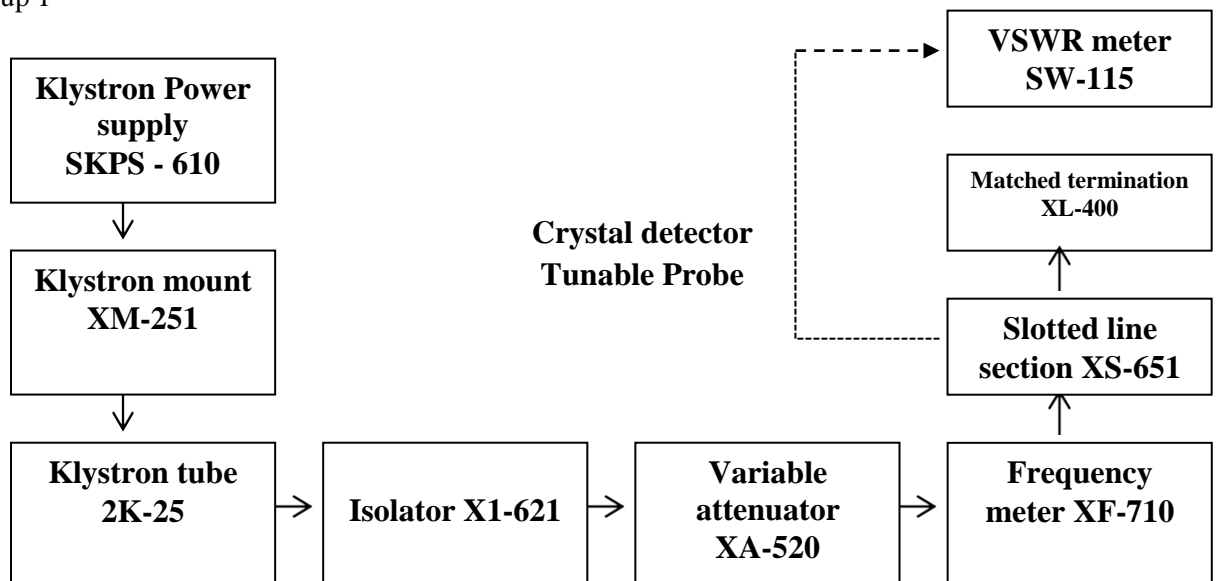 up 1
VSWR meter
SW-115
Klystron Power
supply
SKPS - 610
Matched termination
XL-400
Crystal detector
Tunable Probe
Klystron mount
XM-251
Slotted line
section XS-651
Klystron tube
2K-25
Isolator X1-621
Variable
attenuator
XA-520
Frequency
meter XF-710